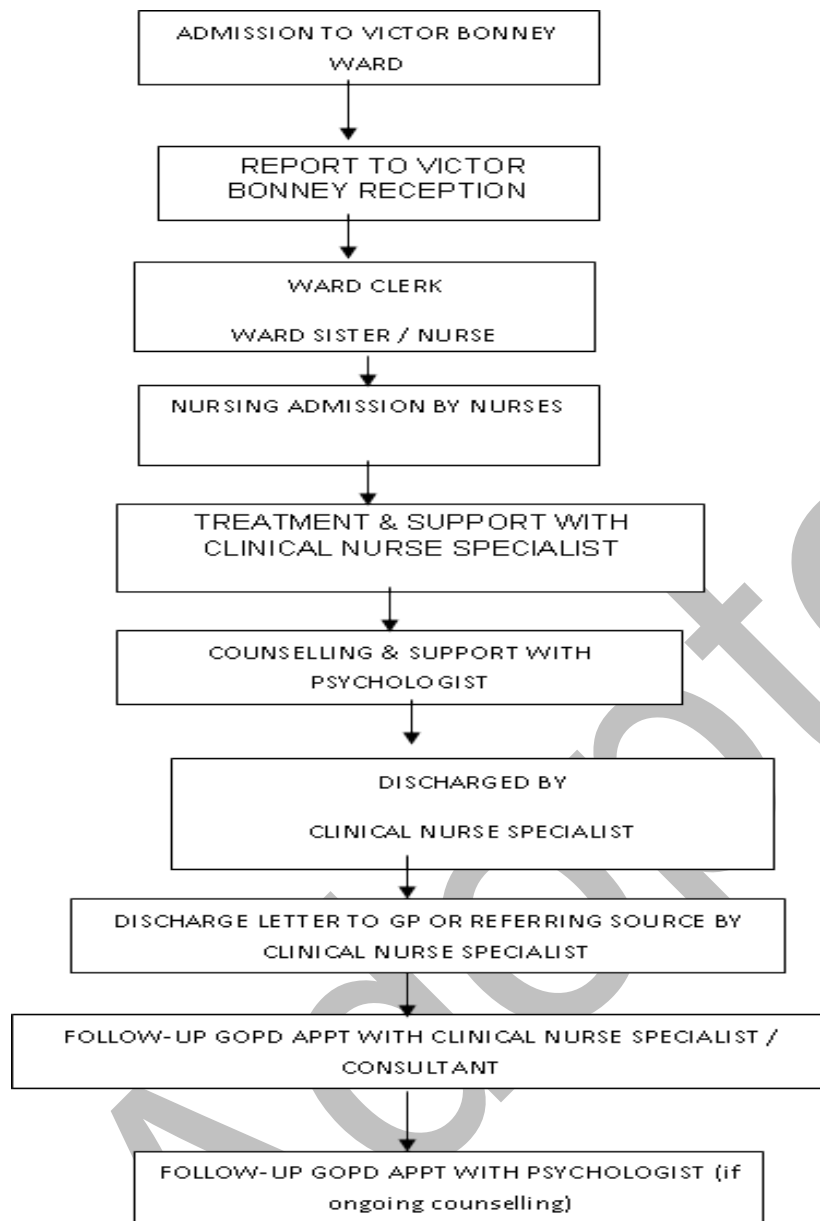 ADMISSION TO VICTOR BONNEY
WARD
REPORT TO VICTOR
BONNEY RECEPTION
WARD CLERK
WARD SISTER / NURSE
NURSING ADMISSION BY NURSES
TREATMENT & SUPPORT WITH
CLINICAL NURSE SPECIALIST
COUNSELLING & SUPPORT WITH
PSYCHOLOGIST
DISCHARGED BY
CLINICAL NURSE SPECIALIST
DISCHARGE LETTER TO GP OR REFERRING SOURCE BY
CLINICAL NURSE SPECIALIST
FOLLOW-UP GOPD APPT WITH CLINICAL NURSE SPECIALIST /
CONSULTANT
FOLLOW-UP GOPD APPT WITH PSYCHOLOGIST (if
ongoing counselling)